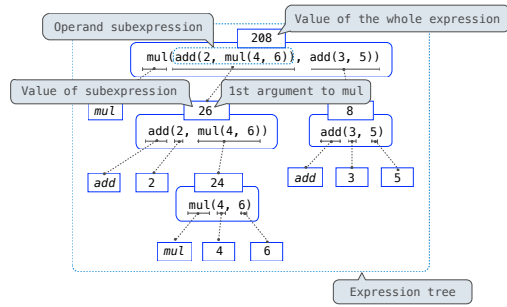 Operand subexpression
Value of the whole expression
208
mul(add(2, mul(4, 6)), add(3, 5))
Value of subexpression
1st argument to mul
mul
26
8
add(2, mul(4, 6))
add(3, 5)
add
2
24
add
3
5
mul(4, 6)
mul
4
6
Expression tree